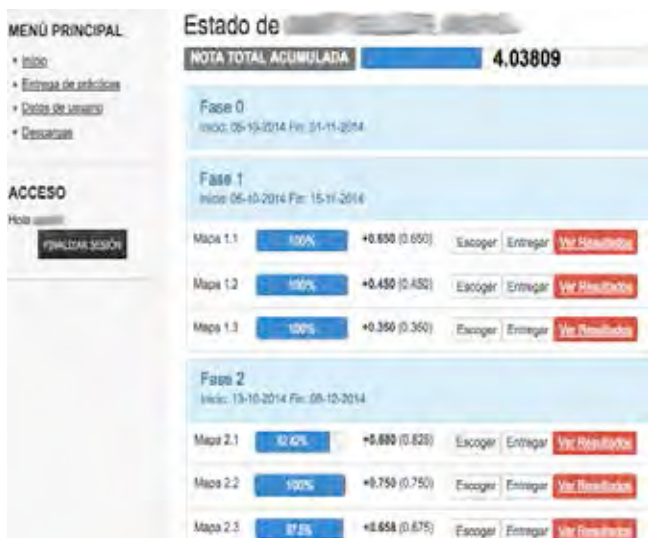 MENÚ PRINCIPAL
Inicio
Entrega de prácticas
Datos de usuario
Descargas
ACCESO
Hola
FINALIZAR SESIÓN
Estado de
NOTA TOTAL ACUMULADA 4.03809
Fase 0
Inicio: 06-10-2014 Fin: 01-11-2014
Fase 1
Inicio: 06-10-2014 Fin: 15-11-2014
Mapa 1.1 100% +0.650 (0.650) Escoger Entregar Ver Resultados
Mapa 1.2 100% +0.450 (0.450) Escoger Entregar Ver Resultados
Mapa 1.3 100% +0.350 (0.350) Escoger Entregar Ver Resultados
Fase 2
Inicio: 13-10-2014 Fin: 08-12-2014
Mapa 2.1 +0.680 (0.825) Escoger Entregar Ver Resultados
Mapa 2.2 100% +0.750 (0.750) Escoger Entregar Ver Resultados
Mapa 2.3 (0.675) Escoger Entregar Ver Resultados